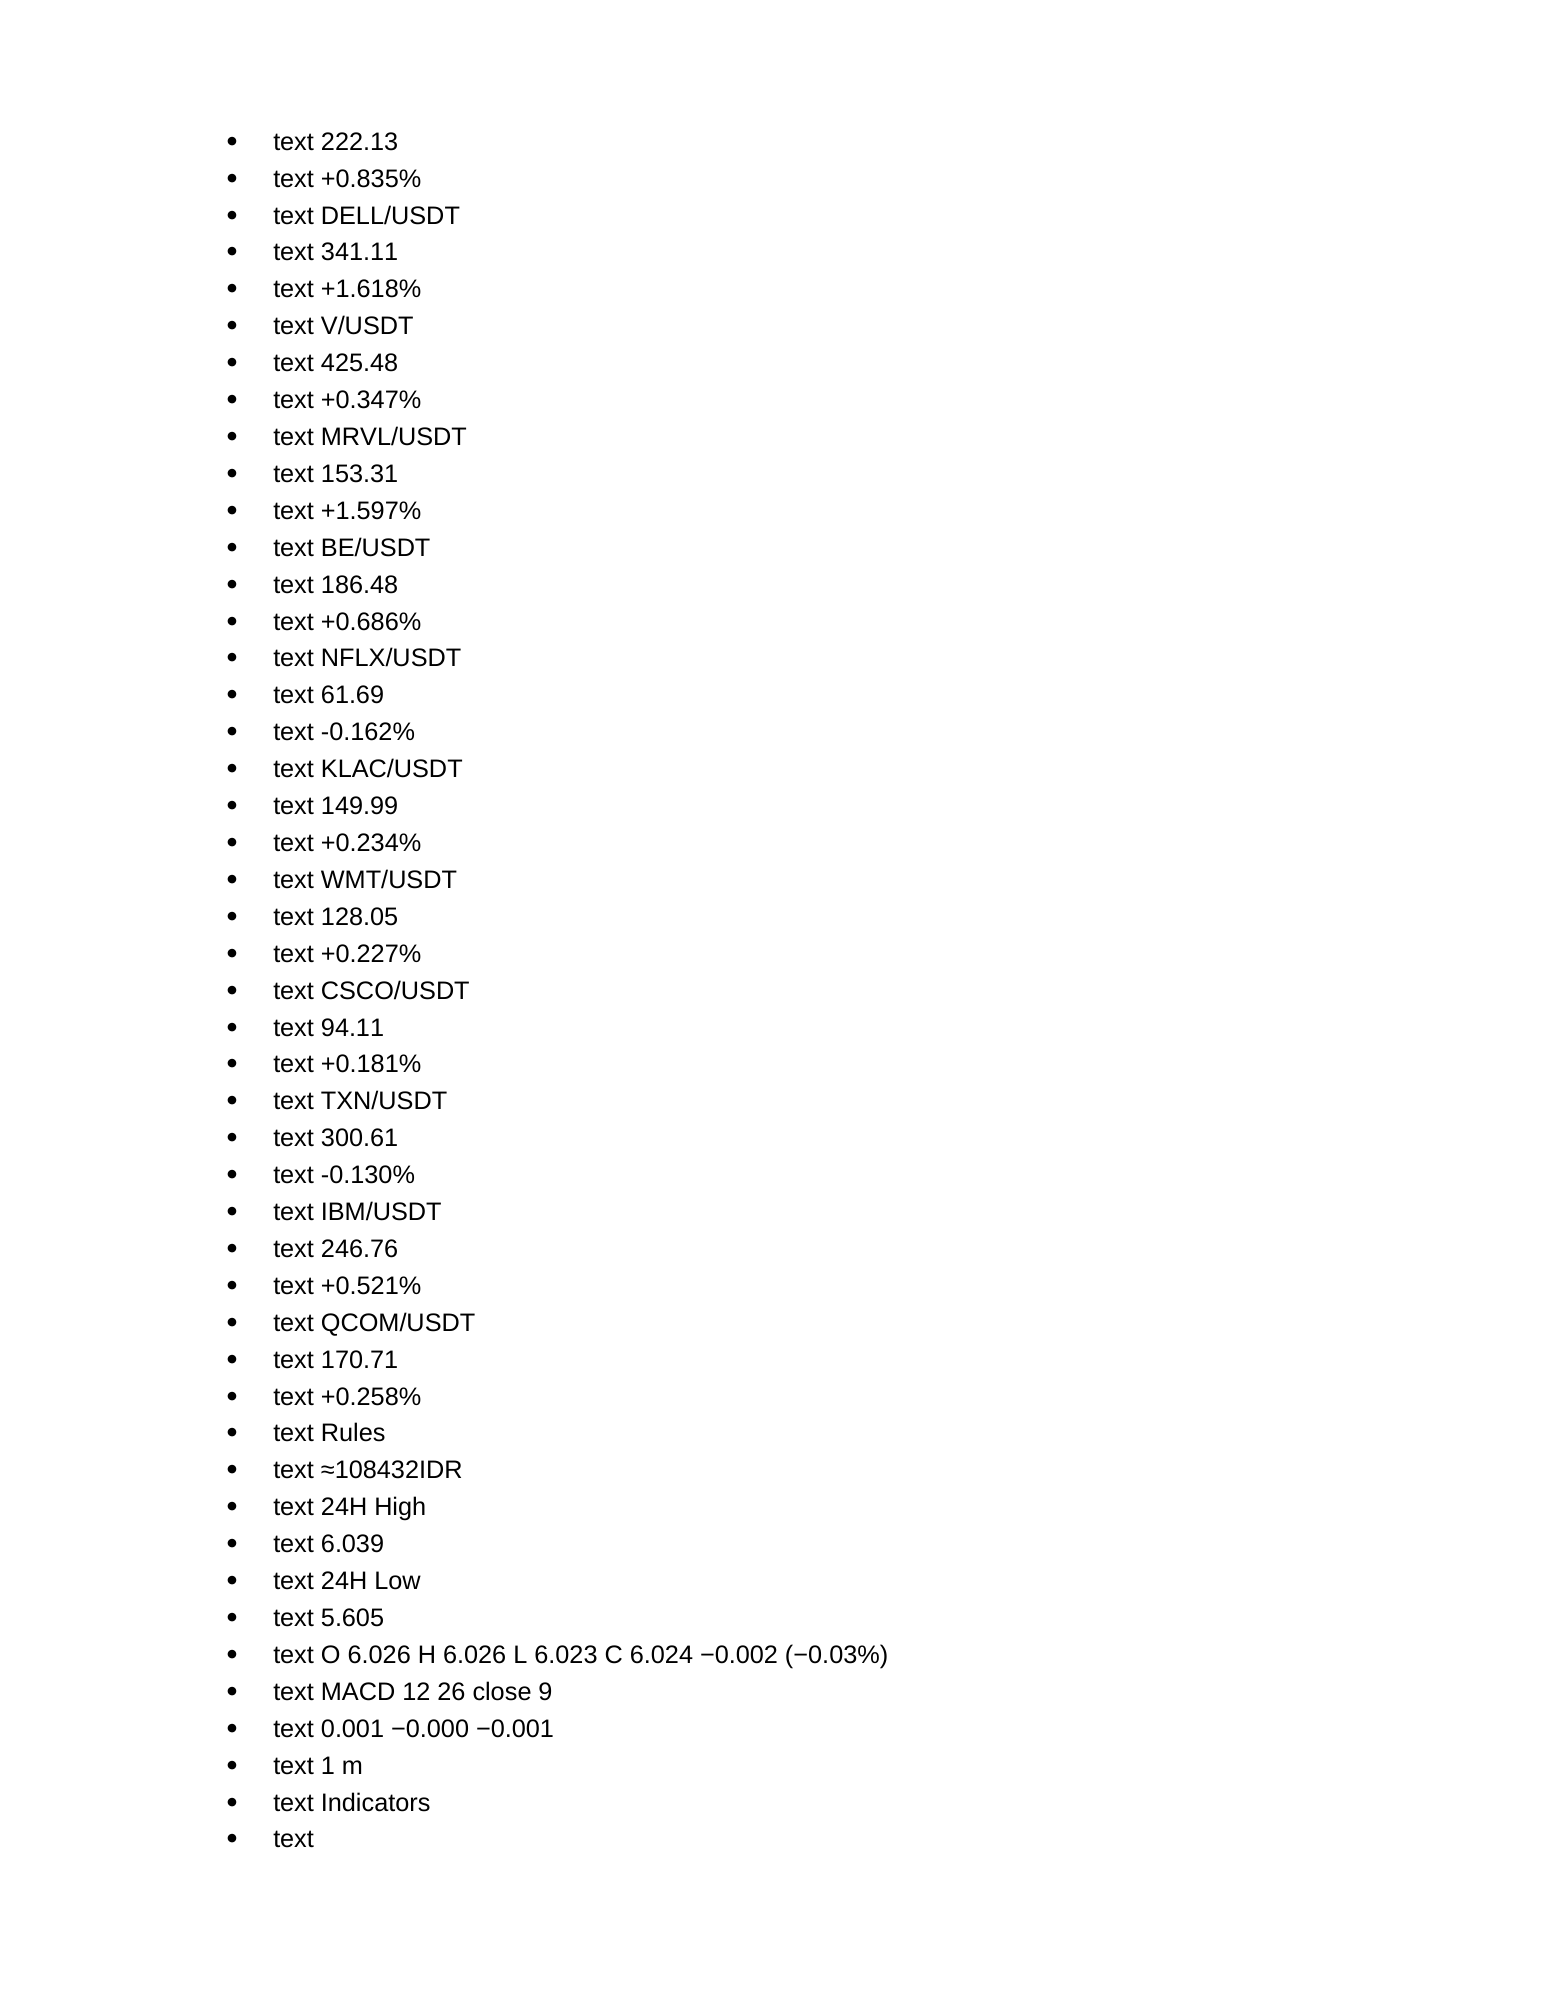 • text 222.13
• text +0.835%
• text DELL/USDT
• text 341.11
• text +1.618%
• text V/USDT
• text 425.48
• text +0.347%
• text MRVL/USDT
• text 153.31
• text +1.597%
• text BE/USDT
• text 186.48
• text +0.686%
• text NFLX/USDT
• text 61.69
• text -0.162%
• text KLAC/USDT
• text 149.99
• text +0.234%
• text WMT/USDT
• text 128.05
• text +0.227%
• text CSCO/USDT
• text 94.11
• text +0.181%
• text TXN/USDT
• text 300.61
• text -0.130%
• text IBM/USDT
• text 246.76
• text +0.521%
• text QCOM/USDT
• text 170.71
• text +0.258%
• text Rules
• text ≈108432IDR
• text 24H High
• text 6.039
• text 24H Low
• text 5.605
• text O 6.026 H 6.026 L 6.023 C 6.024 −0.002 (−0.03%)
• text MACD 12 26 close 9
• text 0.001 −0.000 −0.001
• text 1 m
• text Indicators
• text